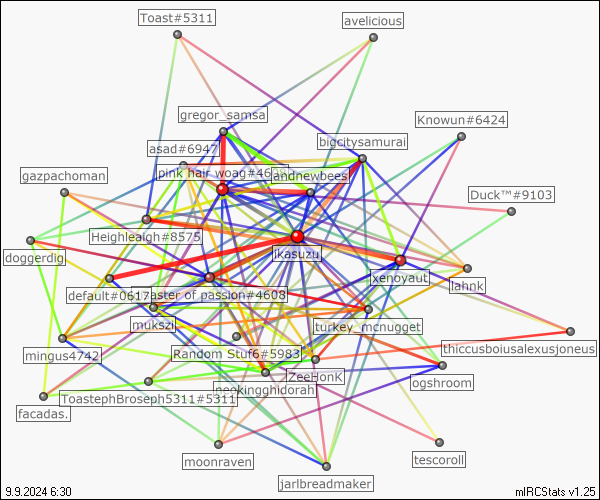 Toast#5311
avelicious
gregor_samsa
Knowun#6424
bigcitysamurai
asad#6947
pink hair woag#46
andnewbees
gazpachoman
Duck™#9103
Heighleaigh#8575
doggerdig
ikasuzu
xenoyaut
lahnk
default#0617
aster of passion#4608
mukszi
turkey_mcnugget
mingus4742
Random Stuf6#5983
thiccusboiusalexusjoneus
ZeeHonk
ogshroom
neokingghidorah
ToastephBroseph5311#5311
facadas.
moonraven
tescoroll
jarlbreadmaker
9.9.2024 6:30
mIRCStats v1.25